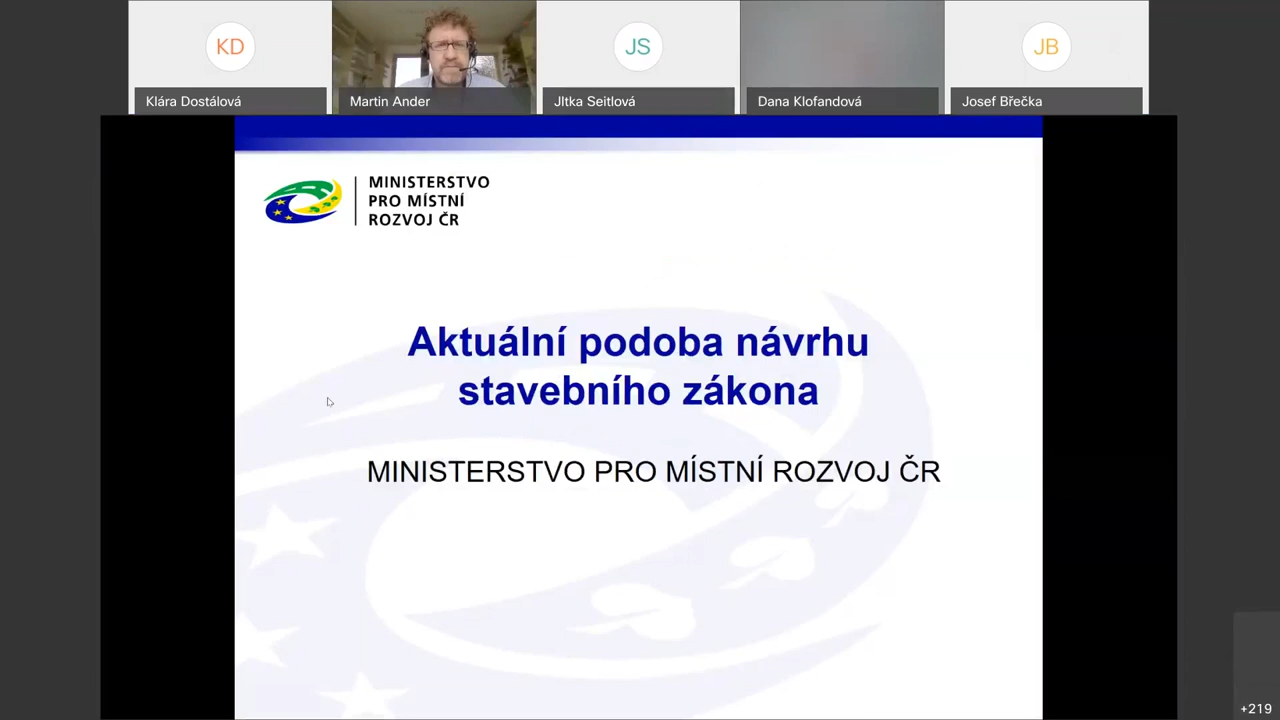 KD
JS
JB
Klára Dostálová
Martin Ander
JItka Seitlová
Dana Klofandová
Josef Břečka
MINISTERSTVO
PRO MÍSTNÍ
ROZVOJ ČR
Aktuální podoba návrhu
stavebního zákona
MINISTERSTVO PRO MÍSTNÍ ROZVOJ ČR
+219